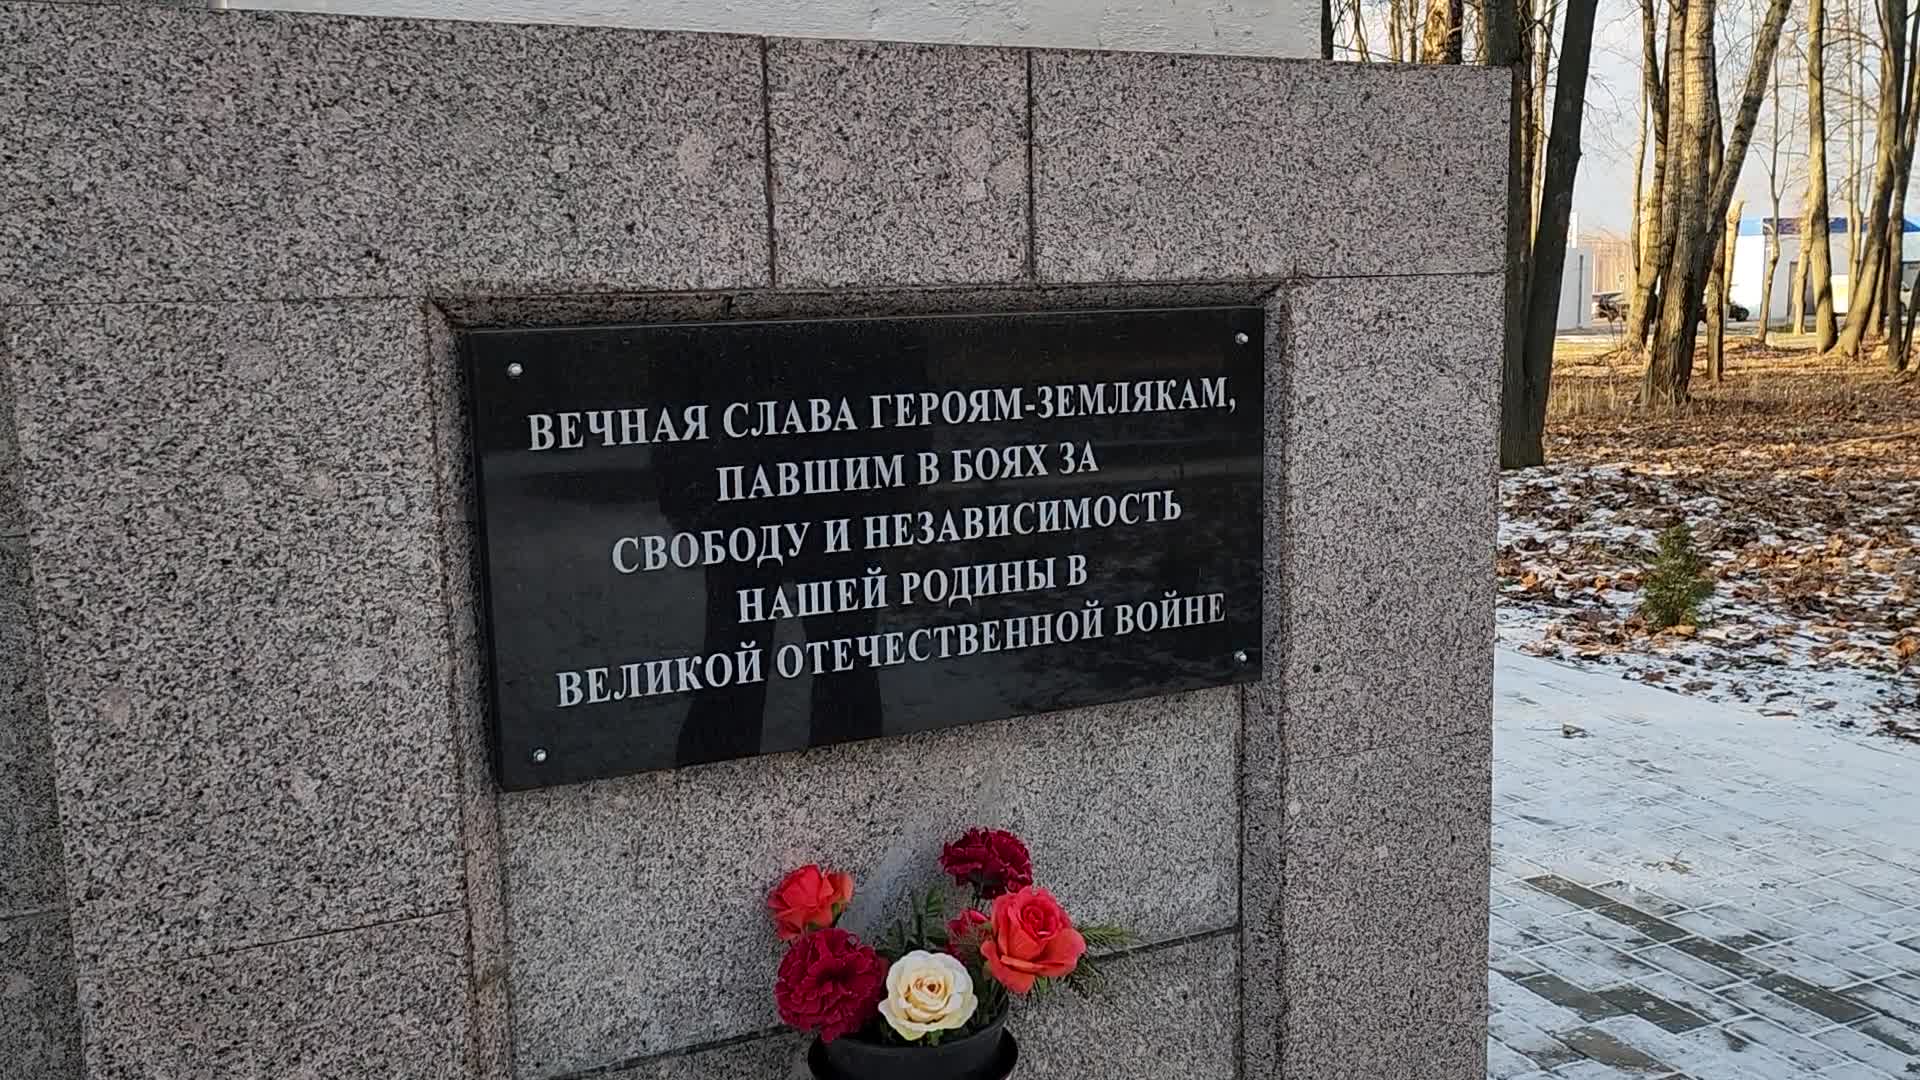 ВЕЧНАЯ СЛАВА ГЕРОЯМ-ЗЕМЛЯКАМ,
ПАВШИМ В БОЯХ ЗА
СВОБОДУ И НЕЗАВИСИМОСТЬ
НАШЕЙ РОДИНЫ В
ВЕЛИКОЙ ОТЕЧЕСТВЕННОЙ ВОЙНЕ